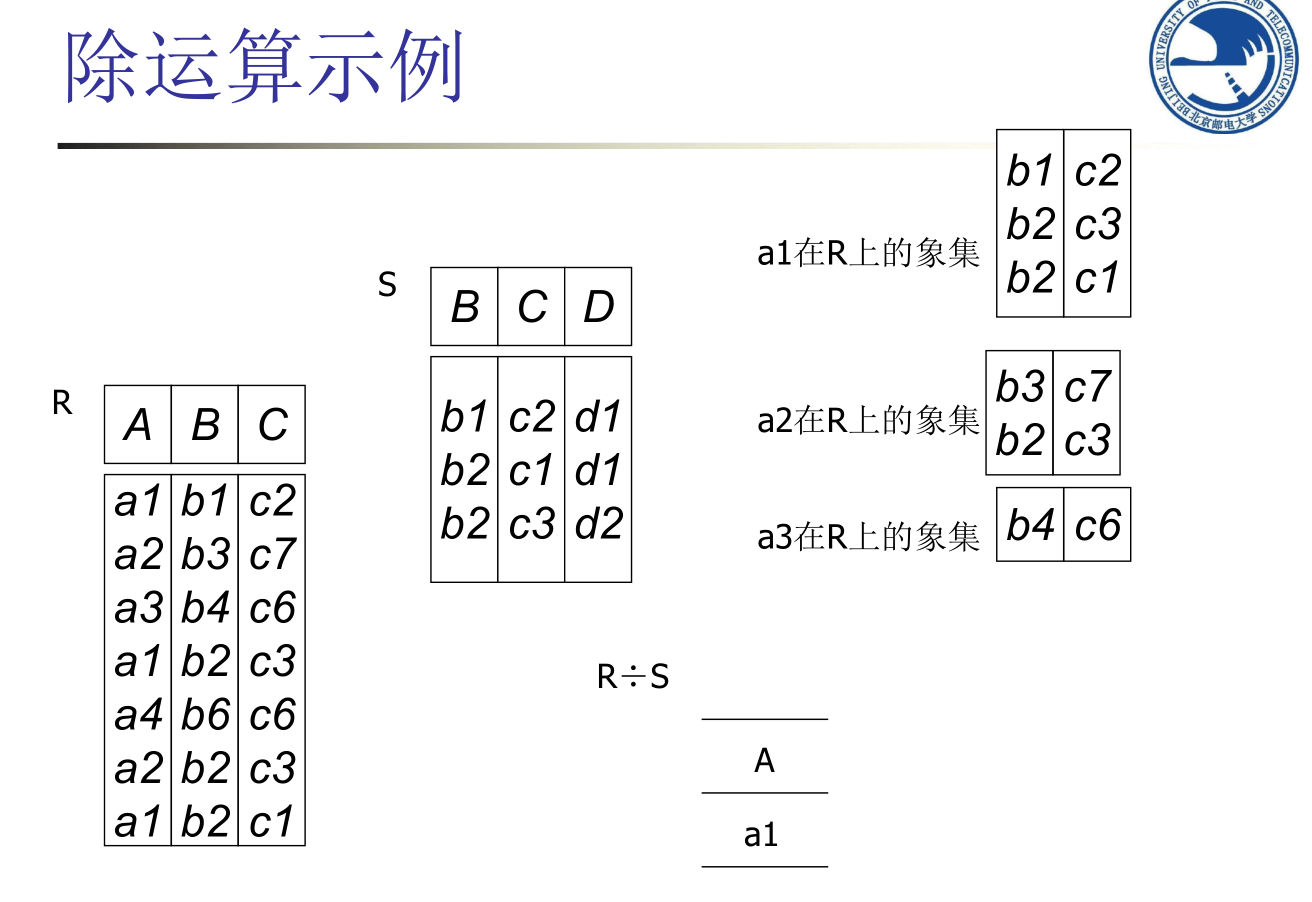 除运算示例
UNIVERSITY OF
AND TELECOMMUNICATIONS
BEIJING
北京邮电大学
b1 c2
b2 c3
b2 c1
a1在R上的象集
S
B C D
b1 c2 d1
b2 c1 d1
b2 c3 d2
b3 c7
b2 c3
a2在R上的象集
b4 c6
a3在R上的象集
R
A B C
a1 b1 c2
a2 b3 c7
a3 b4 c6
a1 b2 c3
a4 b6 c6
a2 b2 c3
a1 b2 c1
R÷S
A
a1